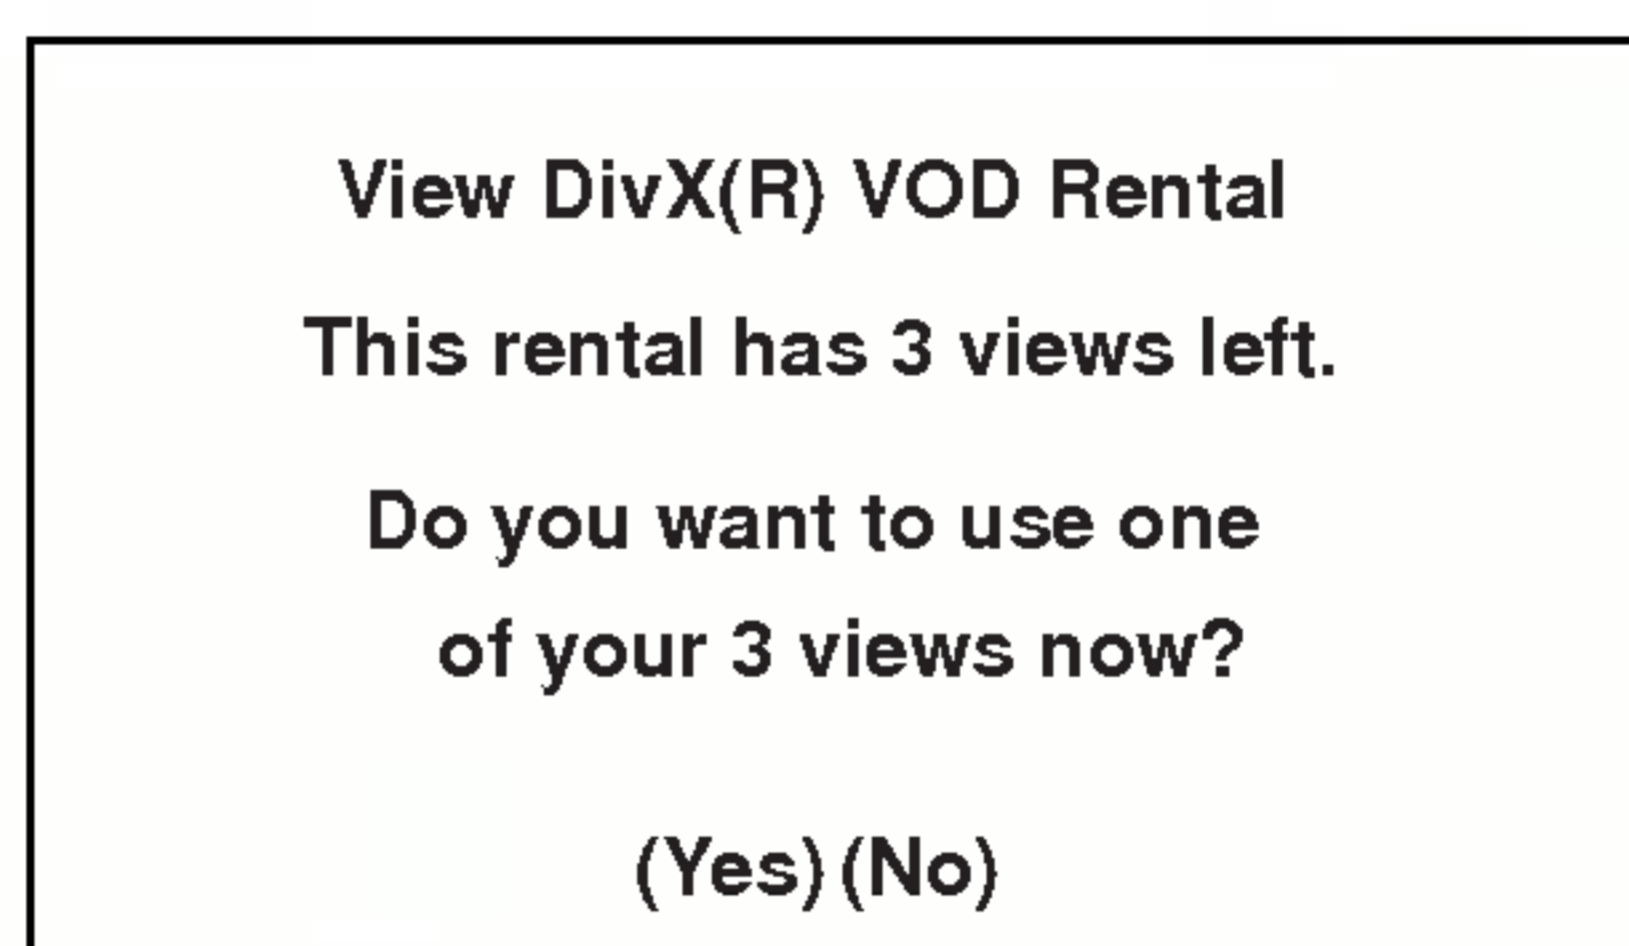 View DivX(R) VOD Rental
This rental has 3 views left.
Do you want to use one
of your 3 views now?
(Yes) (No)